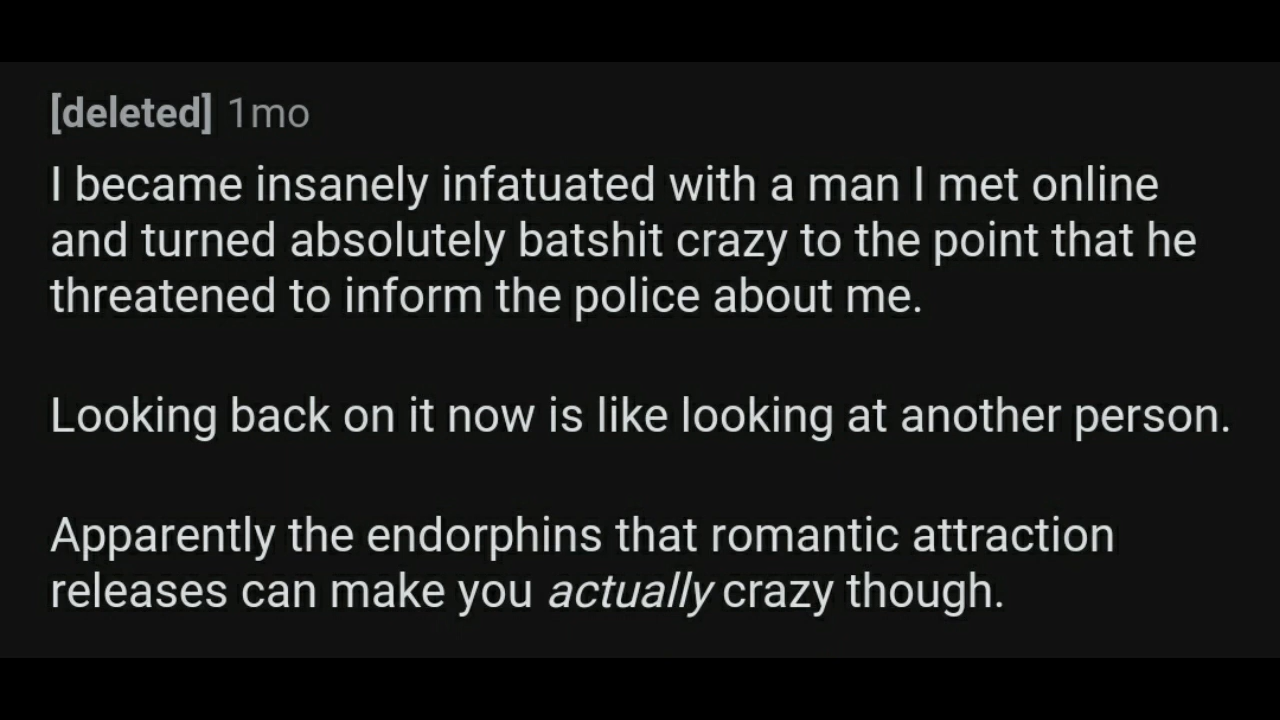 [deleted] 1mo
I became insanely infatuated with a man I met online
and turned absolutely batshit crazy to the point that he
threatened to inform the police about me.
Looking back on it now is like looking at another person.
Apparently the endorphins that romantic attraction
releases can make you actually crazy though.